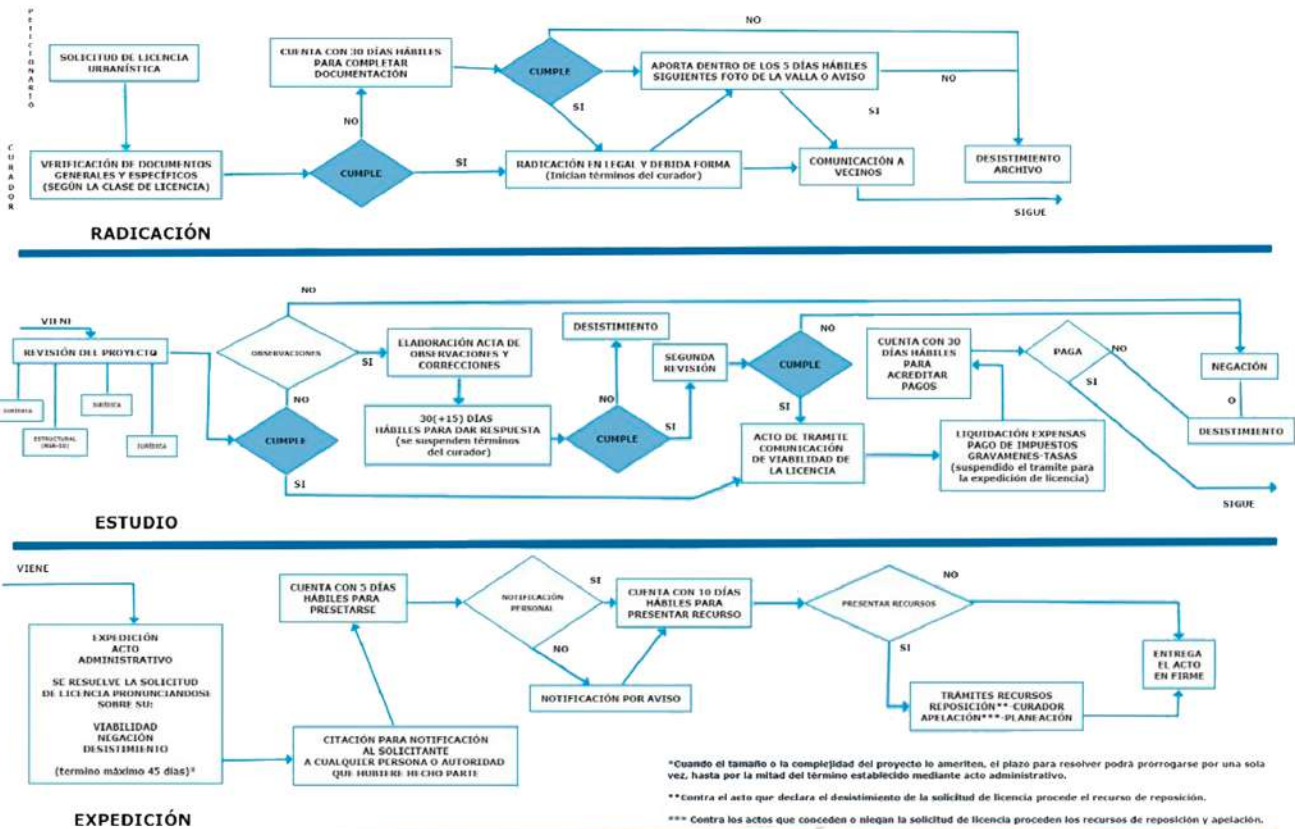 PETICIONARIO
SOLICITUD DE LICENCIA
URBANÍSTICA
CUENTA CON 30 DÍAS HÁBILES
PARA COMPLETAR
DOCUMENTACIÓN
CUMPLE
NO
APORTA DENTRO DE LOS 5 DÍAS HÁBILES
SIGUIENTES FOTO DE LA VALLA O AVISO
NO
SI
SI
NO
CURADOR
VERIFICACIÓN DE DOCUMENTOS
GENERALES Y ESPECÍFICOS
(SEGÚN LA CLASE DE LICENCIA)
CUMPLE
SI
RADICACIÓN EN LEGAL Y DEBIDA FORMA
(Inician términos del curador)
COMUNICACIÓN A
VECINOS
DESISTIMIENTO
ARCHIVO
SIGUE
RADICACIÓN
VIENE
REVISIÓN DEL PROYECTO
JURÍDICA
ESTRUCTURAL
(NSR-10)
JURÍDICA
JURÍDICA
NO
OBSERVACIONES
SI
NO
CUMPLE
SI
ELABORACIÓN ACTA DE
OBSERVACIONES Y
CORRECCIONES
30(+15) DÍAS
HÁBILES PARA DAR RESPUESTA
(se suspenden términos
del curador)
DESISTIMIENTO
NO
CUMPLE
SI
SEGUNDA
REVISIÓN
CUMPLE
NO
SI
ACTO DE TRAMITE
COMUNICACIÓN
DE VIABILIDAD DE
LA LICENCIA
CUENTA CON 30
DÍAS HÁBILES
PARA
ACREDITAR
PAGOS
LIQUIDACIÓN EXPENSAS
PAGO DE IMPUESTOS
GRAVAMENES-TASAS
(suspendido el tramite para
la expedición de licencia)
PAGA
NO
SI
NEGACIÓN
O
DESISTIMIENTO
SIGUE
ESTUDIO
VIENE
EXPEDICIÓN
ACTO
ADMINISTRATIVO
SE RESUELVE LA SOLICITUD
DE LICENCIA PRONUNCIANDOSE
SOBRE SU:
VIABILIDAD
NEGACIÓN
DESISTIMIENTO
(termino máximo 45 días)*
CUENTA CON 5 DÍAS
HÁBILES PARA
PRESETARSE
CITACIÓN PARA NOTIFICACIÓN
AL SOLICITANTE
A CUALQUIER PERSONA O AUTORIDAD
QUE HUBIERE HECHO PARTE
NOTIFICACIÓN
PERSONAL
SI
NO
NOTIFICACIÓN POR AVISO
CUENTA CON 10 DÍAS
HÁBILES PARA
PRESENTAR RECURSO
PRESENTAR RECURSOS
NO
SI
TRÁMITES RECURSOS
REPOSICIÓN**-CURADOR
APELACIÓN***-PLANEACIÓN
ENTREGA
EL ACTO
EN FIRME
*Cuando el tamaño o la complejidad del proyecto lo ameriten, el plazo para resolver podrá prorrogarse por una sola
vez, hasta por la mitad del término establecido mediante acto administrativo.
**Contra el acto que declara el desistimiento de la solicitud de licencia procede el recurso de reposición.
*** Contra los actos que conceden o niegan la solicitud de licencia proceden los recursos de reposición y apelación.
EXPEDICIÓN